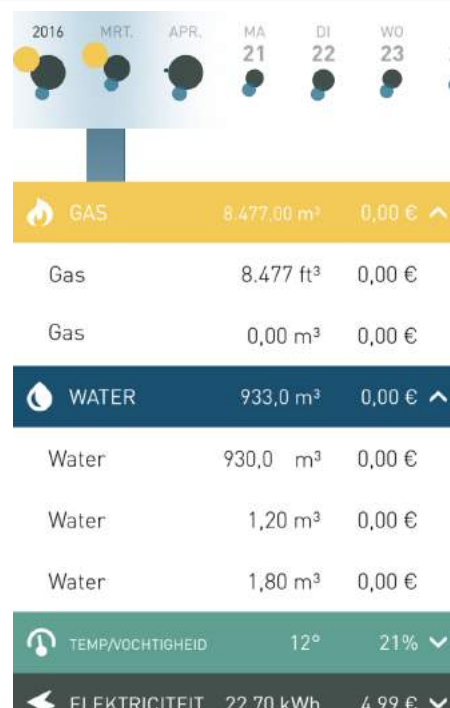 2016 MRT. APR. MA 21 DI 22 WO 23
GAS 8.477,00 m³ 0,00 €
Gas 8.477 ft³ 0,00 €
Gas 0,00 m³ 0,00 €
WATER 933,0 m³ 0,00 €
Water 930,0 m³ 0,00 €
Water 1,20 m³ 0,00 €
Water 1,80 m³ 0,00 €
TEMP/VOCHTIGHEID 12° 21%
ELEKTRICITEIT 22,70 kWh 4,99 €